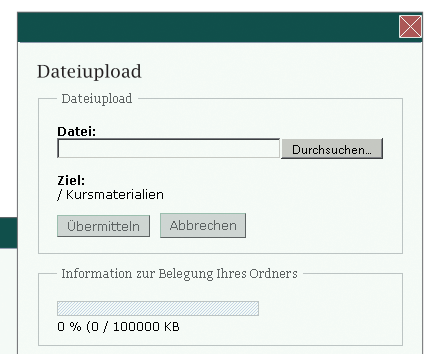 Dateiupload
Dateiupload
Datei:
Durchsuchen...
Ziel:
/ Kursmaterialien
Übermitteln Abbrechen
Information zur Belegung Ihres Ordners
0 % (0 / 100000 KB